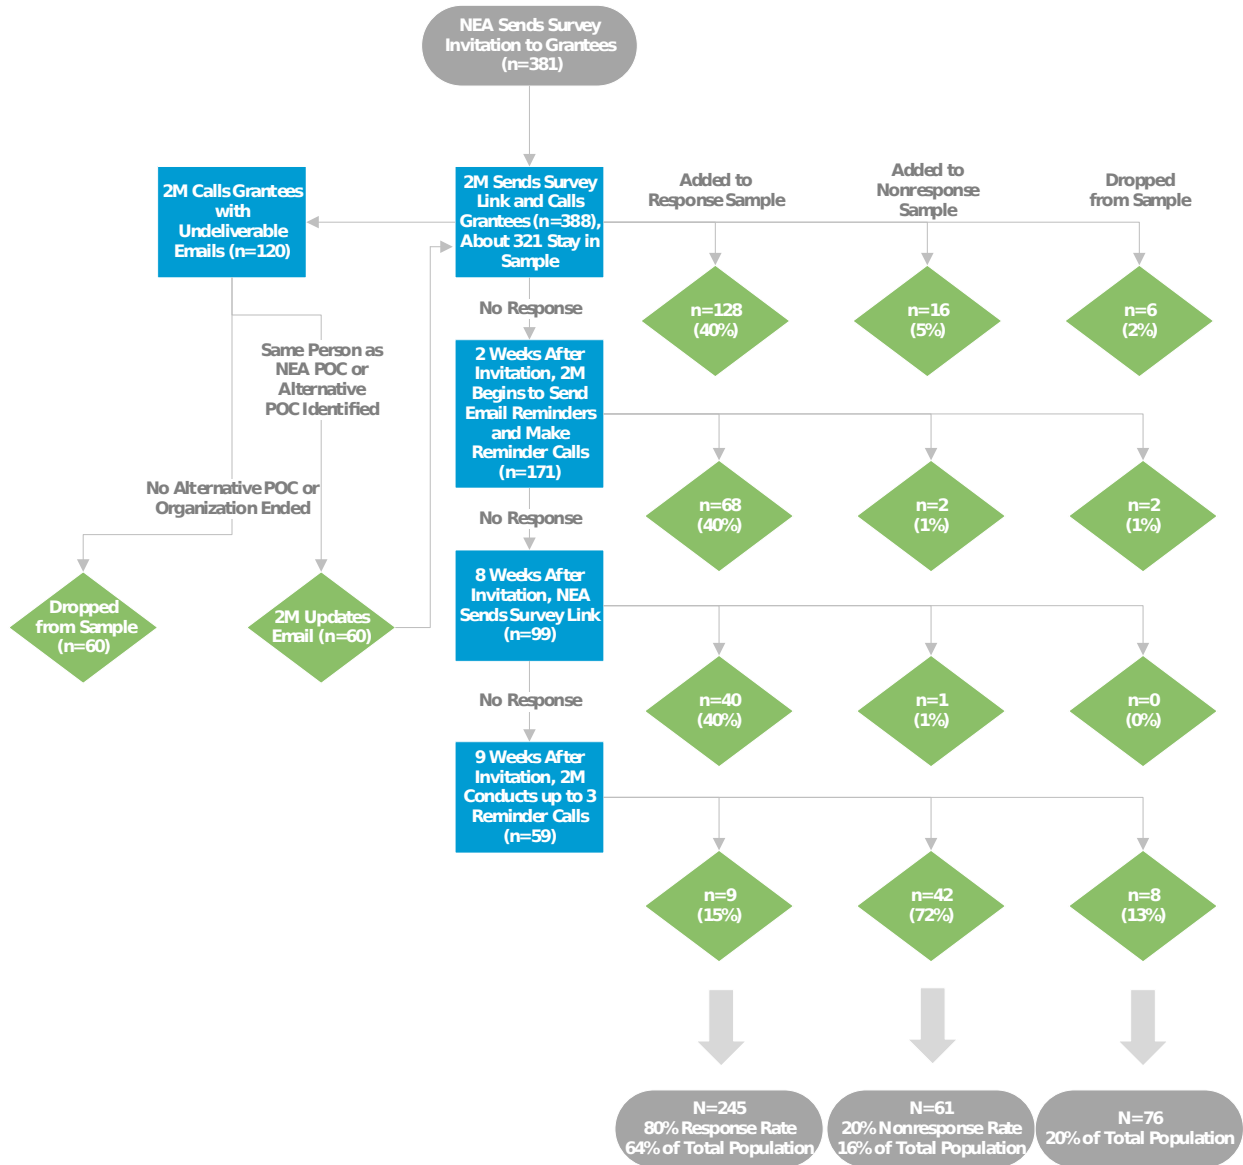 NEA Sends Survey
Invitation to Grantees
(n=381)
2M Calls Grantees
with
Undeliverable
Emails (n=120)
2M Sends Survey
Link and Calls
Grantees (n=388),
About 321 Stay in
Sample
Added to
Response Sample
Added to
Nonresponse
Sample
Dropped
from Sample
n=128
(40%)
n=16
(5%)
n=6
(2%)
No Response
Same Person as
NEA POC or
Alternative
POC Identified
2 Weeks After
Invitation, 2M
Begins to Send
Email Reminders
and Make
Reminder Calls
(n=171)
No Alternative POC or
Organization Ended
n=68
(40%)
n=2
(1%)
n=2
(1%)
No Response
Dropped
from Sample
(n=60)
2M Updates
Email (n=60)
8 Weeks After
Invitation, NEA
Sends Survey Link
(n=99)
No Response
n=40
(40%)
n=1
(1%)
n=0
(0%)
9 Weeks After
Invitation, 2M
Conducts up to 3
Reminder Calls
(n=59)
n=9
(15%)
n=42
(72%)
n=8
(13%)
N=245
80% Response Rate
64% of Total Population
N=61
20% Nonresponse Rate
16% of Total Population
N=76
20% of Total Population